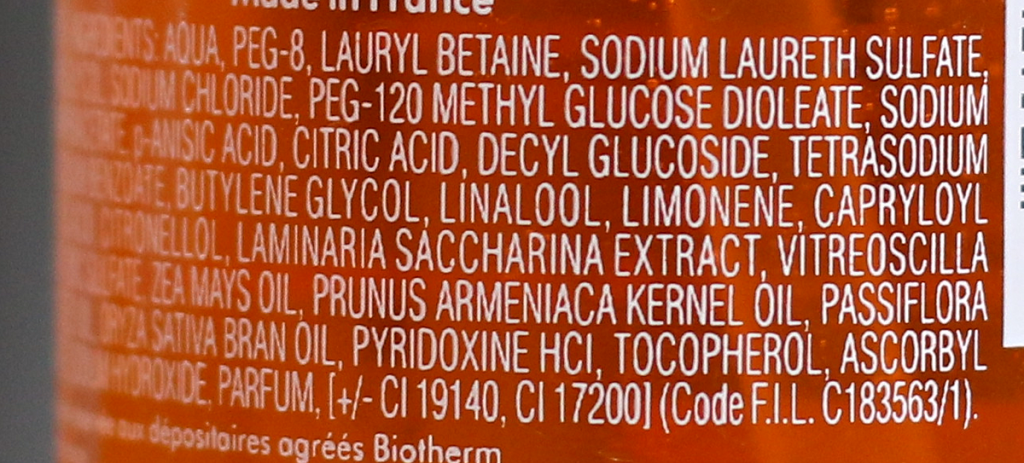 Made in France
INGREDIENTS: AQUA, PEG-8, LAURYL BETAINE, SODIUM LAURETH SULFATE,
SODIUM CHLORIDE, PEG-120 METHYL GLUCOSE DIOLEATE, SODIUM
p-ANISIC ACID, CITRIC ACID, DECYL GLUCOSIDE, TETRASODIUM
BUTYLENE GLYCOL, LINALOOL, LIMONENE, CAPRYLOYL
CITRONELLOL, LAMINARIA SACCHARINA EXTRACT, VITREOSCILLA
ZEA MAYS OIL, PRUNUS ARMENIACA KERNEL OIL, PASSIFLORA
ORYZA SATIVA BRAN OIL, PYRIDOXINE HCI, TOCOPHEROL, ASCORBYL
HYDROXIDE, PARFUM, [+/- CI 19140, CI 17200] (Code F.I.L. C183563/1).
aux dépositaires agréés Biotherm